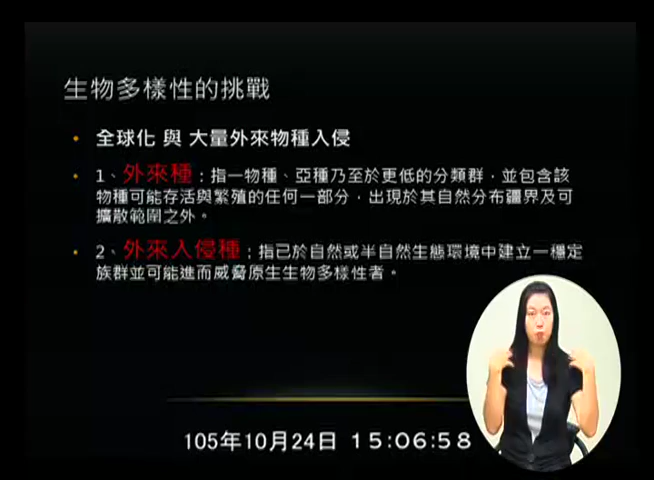 生物多樣性的挑戰
• 全球化 與 大量外來物種入侵
• 1、外來種：指一物種、亞種乃至於更低的分類群，並包含該
物種可能存活與繁殖的任何一部分，出現於其自然分布疆界及可
擴散範圍之外。
• 2、外來入侵種：指已於自然或半自然生態環境中建立一穩定
族群並可能進而威脅原生生物多樣性者。
105年10月24日 15:06:58